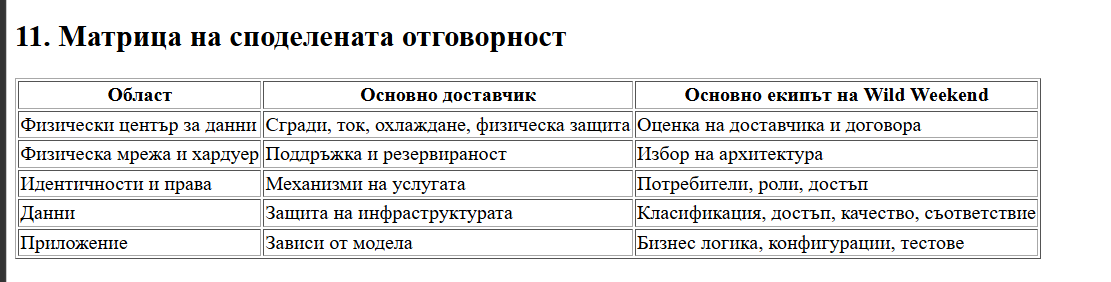 11. Матрица на споделената отговорност
Област Основно доставчик Основно екипът на Wild Weekend
Физически център за данни Сгради, ток, охлаждане, физическа защита Оценка на доставчика и договора
Физическа мрежа и хардуер Поддръжка и резервираност Избор на архитектура
Идентичности и права Механизми на услугата Потребители, роли, достъп
Данни Защита на инфраструктурата Класификация, достъп, качество, съответствие
Приложение Зависи от модела Бизнес логика, конфигурации, тестове